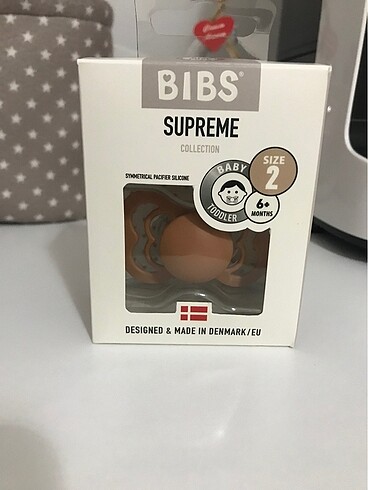 BIBS®
SUPREME
COLLECTION
SYMMETRICAL PACIFIER SILICONE
BABY
TODDLER
SIZE
2
6+
MONTHS
DESIGNED & MADE IN DENMARK/EU